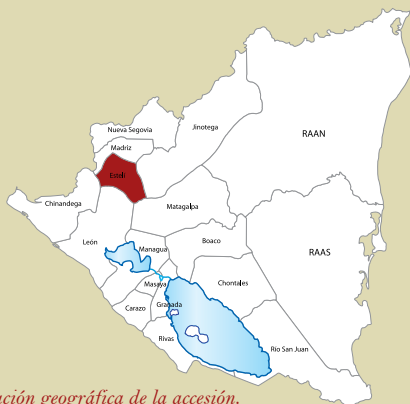 Nueva Segovia
Jinotega
RAAN
Madriz
Estelí
Chinandega
Matagalpa
León
Managua
Boaco
RAAS
Masaya
Chontales
Granada
Carazo
Rivas
Río San Juan
ación geográfica de la accesión.